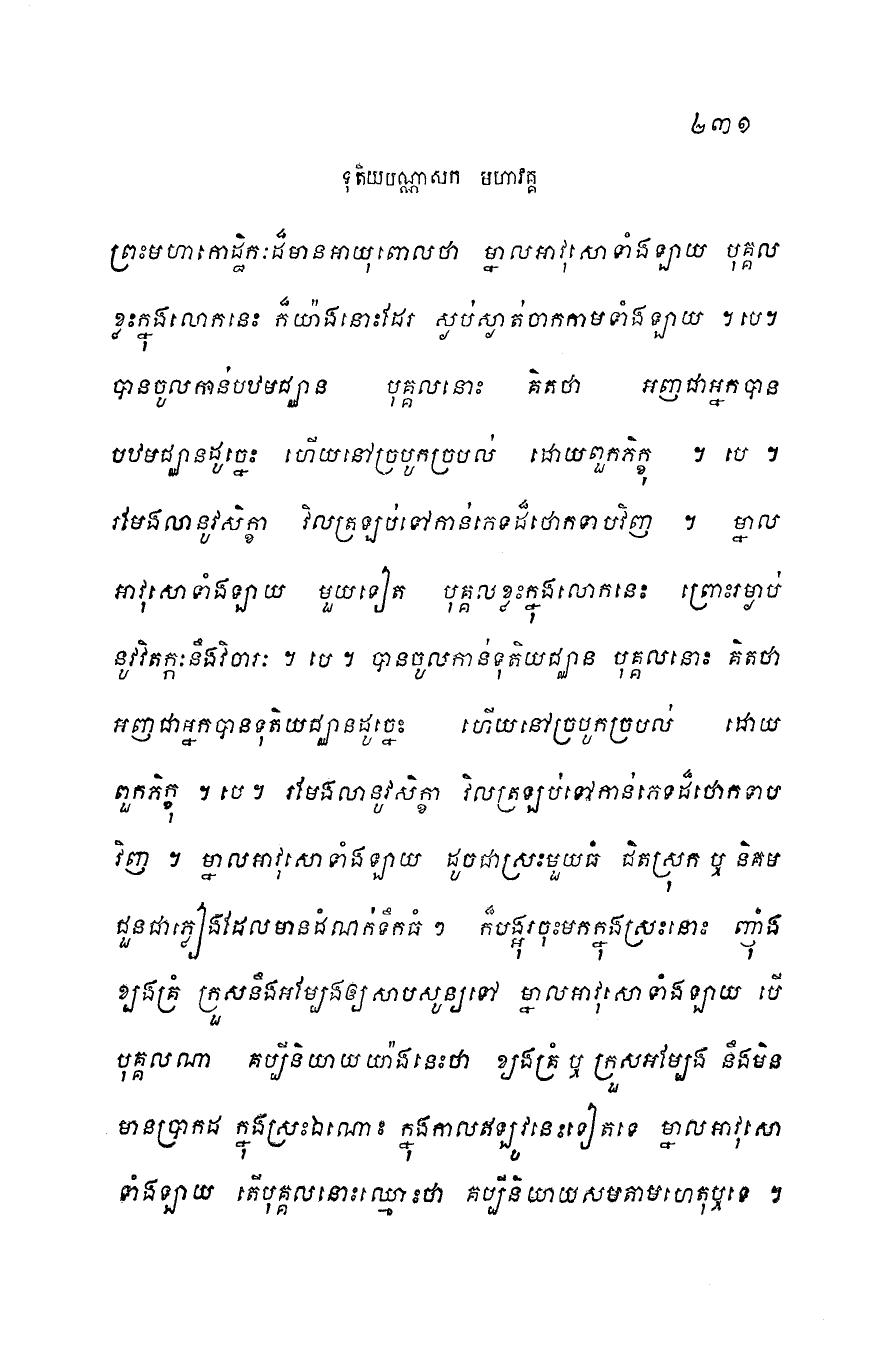 ២៣១
ទុតិយបណ្ណាសក មហាវគ្គ
ព្រះមហាកោដ្ឋិកៈដ៏មានអាយុពោលថា ម្នាលអាវុសោទាំងឡាយ បុគ្គល
ខ្លះក្នុងលោកនេះ ក៏យ៉ាងនោះដែរ ស្ងប់ស្ងាត់ចាកកាមទាំងឡាយ ។បេ។
បានចូលកាន់បឋមជ្ឈាន បុគ្គលនោះ គិតថា អញជាអ្នកបាន
បឋមជ្ឈានដូច្នេះ ហើយនៅច្របូកច្របល់ ដោយពួកភិក្ខុ ។ បេ ។
រមែងលានូវសិក្ខា វិលត្រឡប់ទៅកាន់ភេទដ៏ថោកទាបវិញ ។ ម្នាល
អាវុសោទាំងឡាយ មួយទៀត បុគ្គលខ្លះក្នុងលោកនេះ ព្រោះរម្ងាប់
នូវវិតក្កៈនឹងវិចារៈ ។ បេ ។ បានចូលកាន់ទុតិយជ្ឈាន បុគ្គលនោះ គិតថា
អញជាអ្នកបានទុតិយជ្ឈានដូច្នេះ ហើយនៅច្របូកច្របល់ ដោយ
ពួកភិក្ខុ ។ បេ ។ រមែងលានូវសិក្ខា វិលត្រឡប់ទៅកាន់ភេទដ៏ថោកទាប
វិញ ។ ម្នាលអាវុសោទាំងឡាយ ដូចជាស្រះមួយធំ ជិតស្រុក ឬ និគម
ជួនជាភ្លៀងដែលមានដំណក់ទឹកធំ ៗ ក៏បង្អុរចុះមកក្នុងស្រះនោះ ញុ៉ាំង
ខ្យងគ្រំ ក្រួសនឹងអម្បែងឲ្យសាបសូន្យទៅ ម្នាលអាវុសោទាំងឡាយ បើ
បុគ្គលណា គប្បីនិយាយយ៉ាងនេះថា ខ្យងគ្រំ ឬ ក្រួសអម្បែង នឹងមិន
មានប្រាកដ ក្នុងស្រះឯណោះ ក្នុងកាលឥឡូវនេះទៀតទេ ម្នាលអាវុសោ
ទាំងឡាយ តើបុគ្គលនោះឈ្មោះថា គប្បីនិយាយសមតាមហេតុឬទេ ។